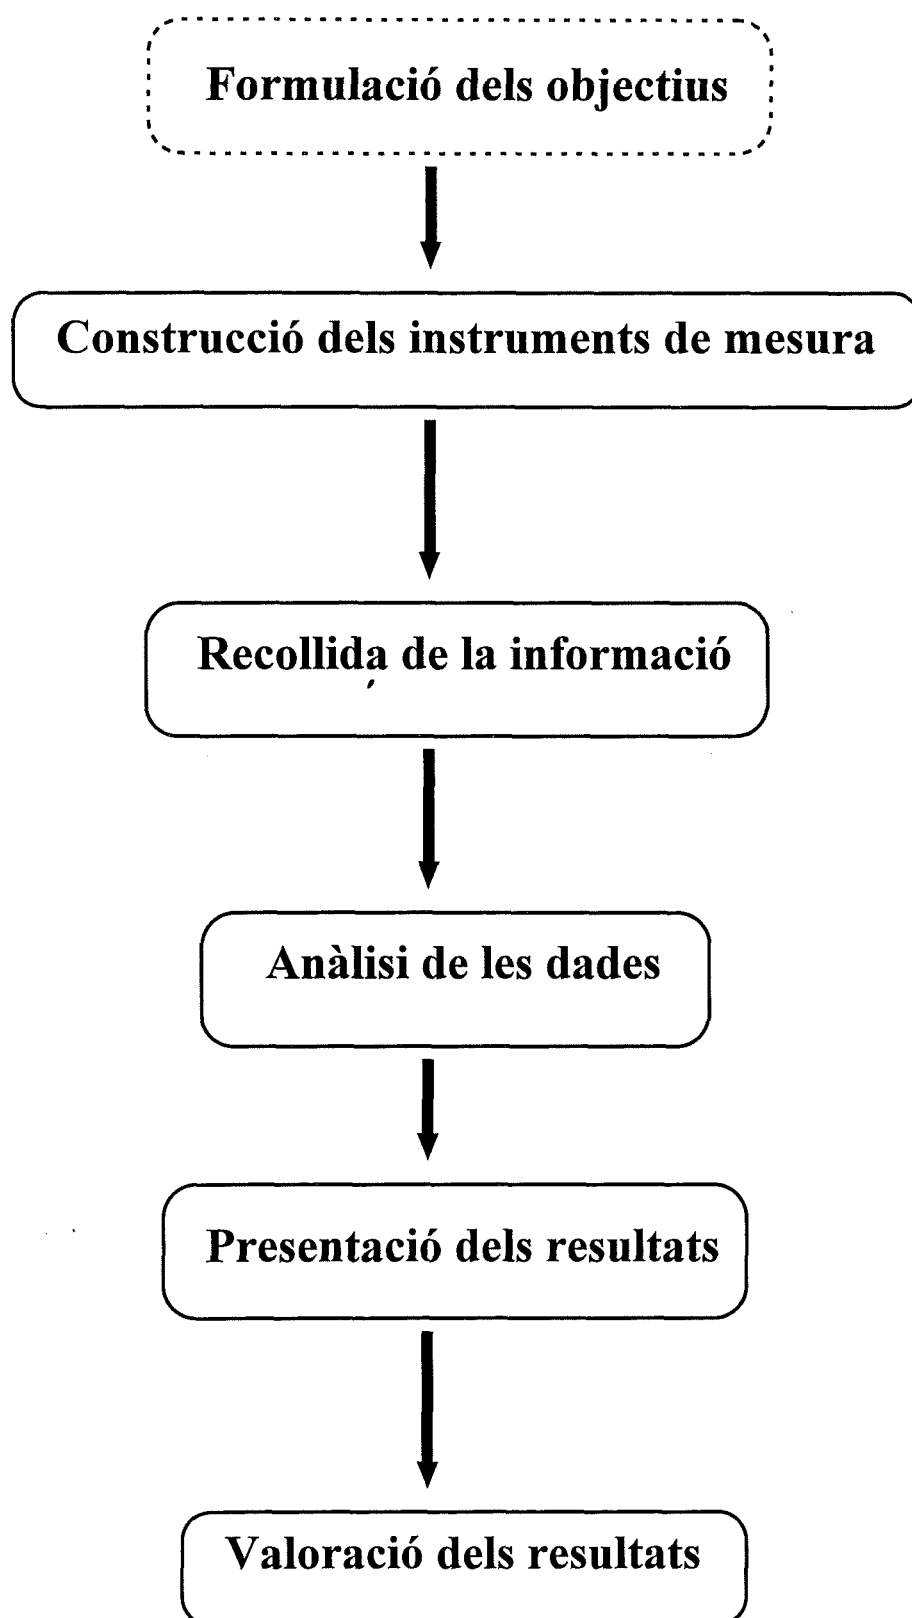 Formulació dels objectius
Construcció dels instruments de mesura
Recollida de la informació
Anàlisi de les dades
Presentació dels resultats
Valoració dels resultats